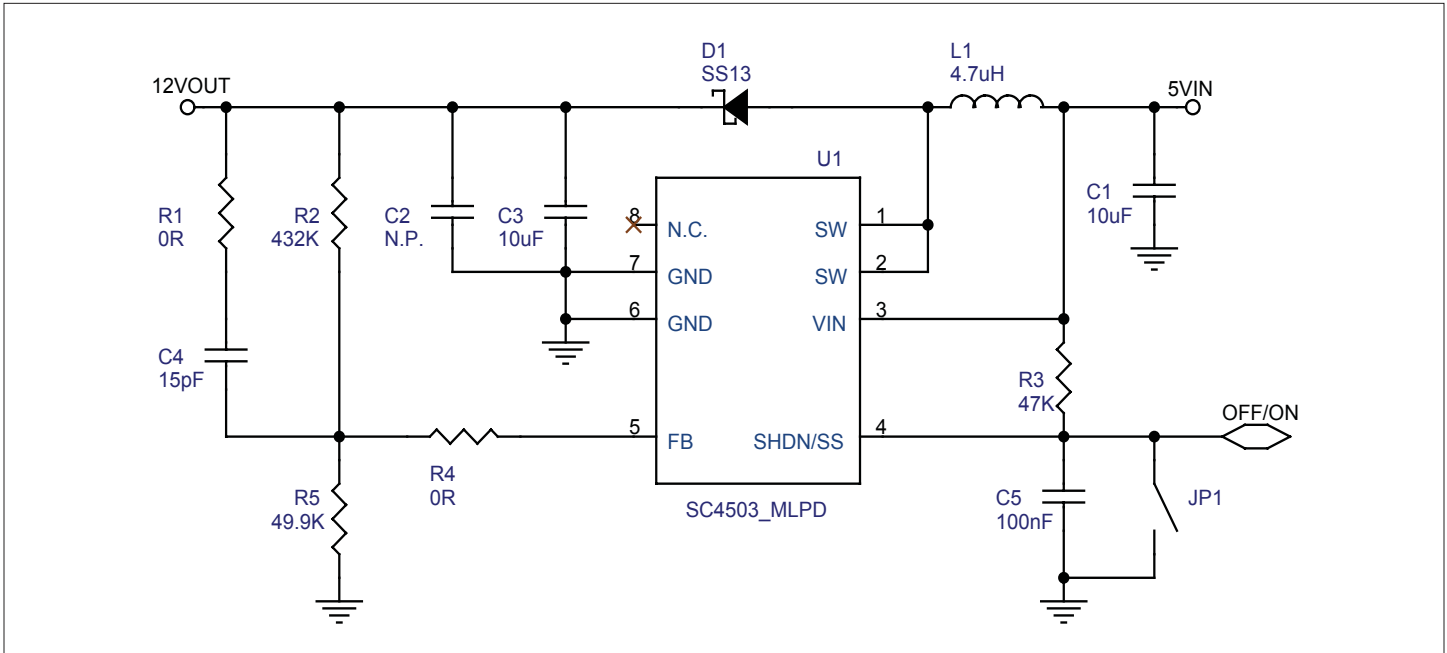 D1
SS13
L1
4.7uH
12VOUT
5VIN
U1
R1
0R
R2
432K
C2
N.P.
C3
10uF
8
N.C.
7
GND
6
GND
5
FB
SW
1
SW
2
VIN
3
SHDN/SS
4
C1
10uF
C4
15pF
R3
47K
OFF/ON
R4
0R
R5
49.9K
SC4503_MLPD
C5
100nF
JP1